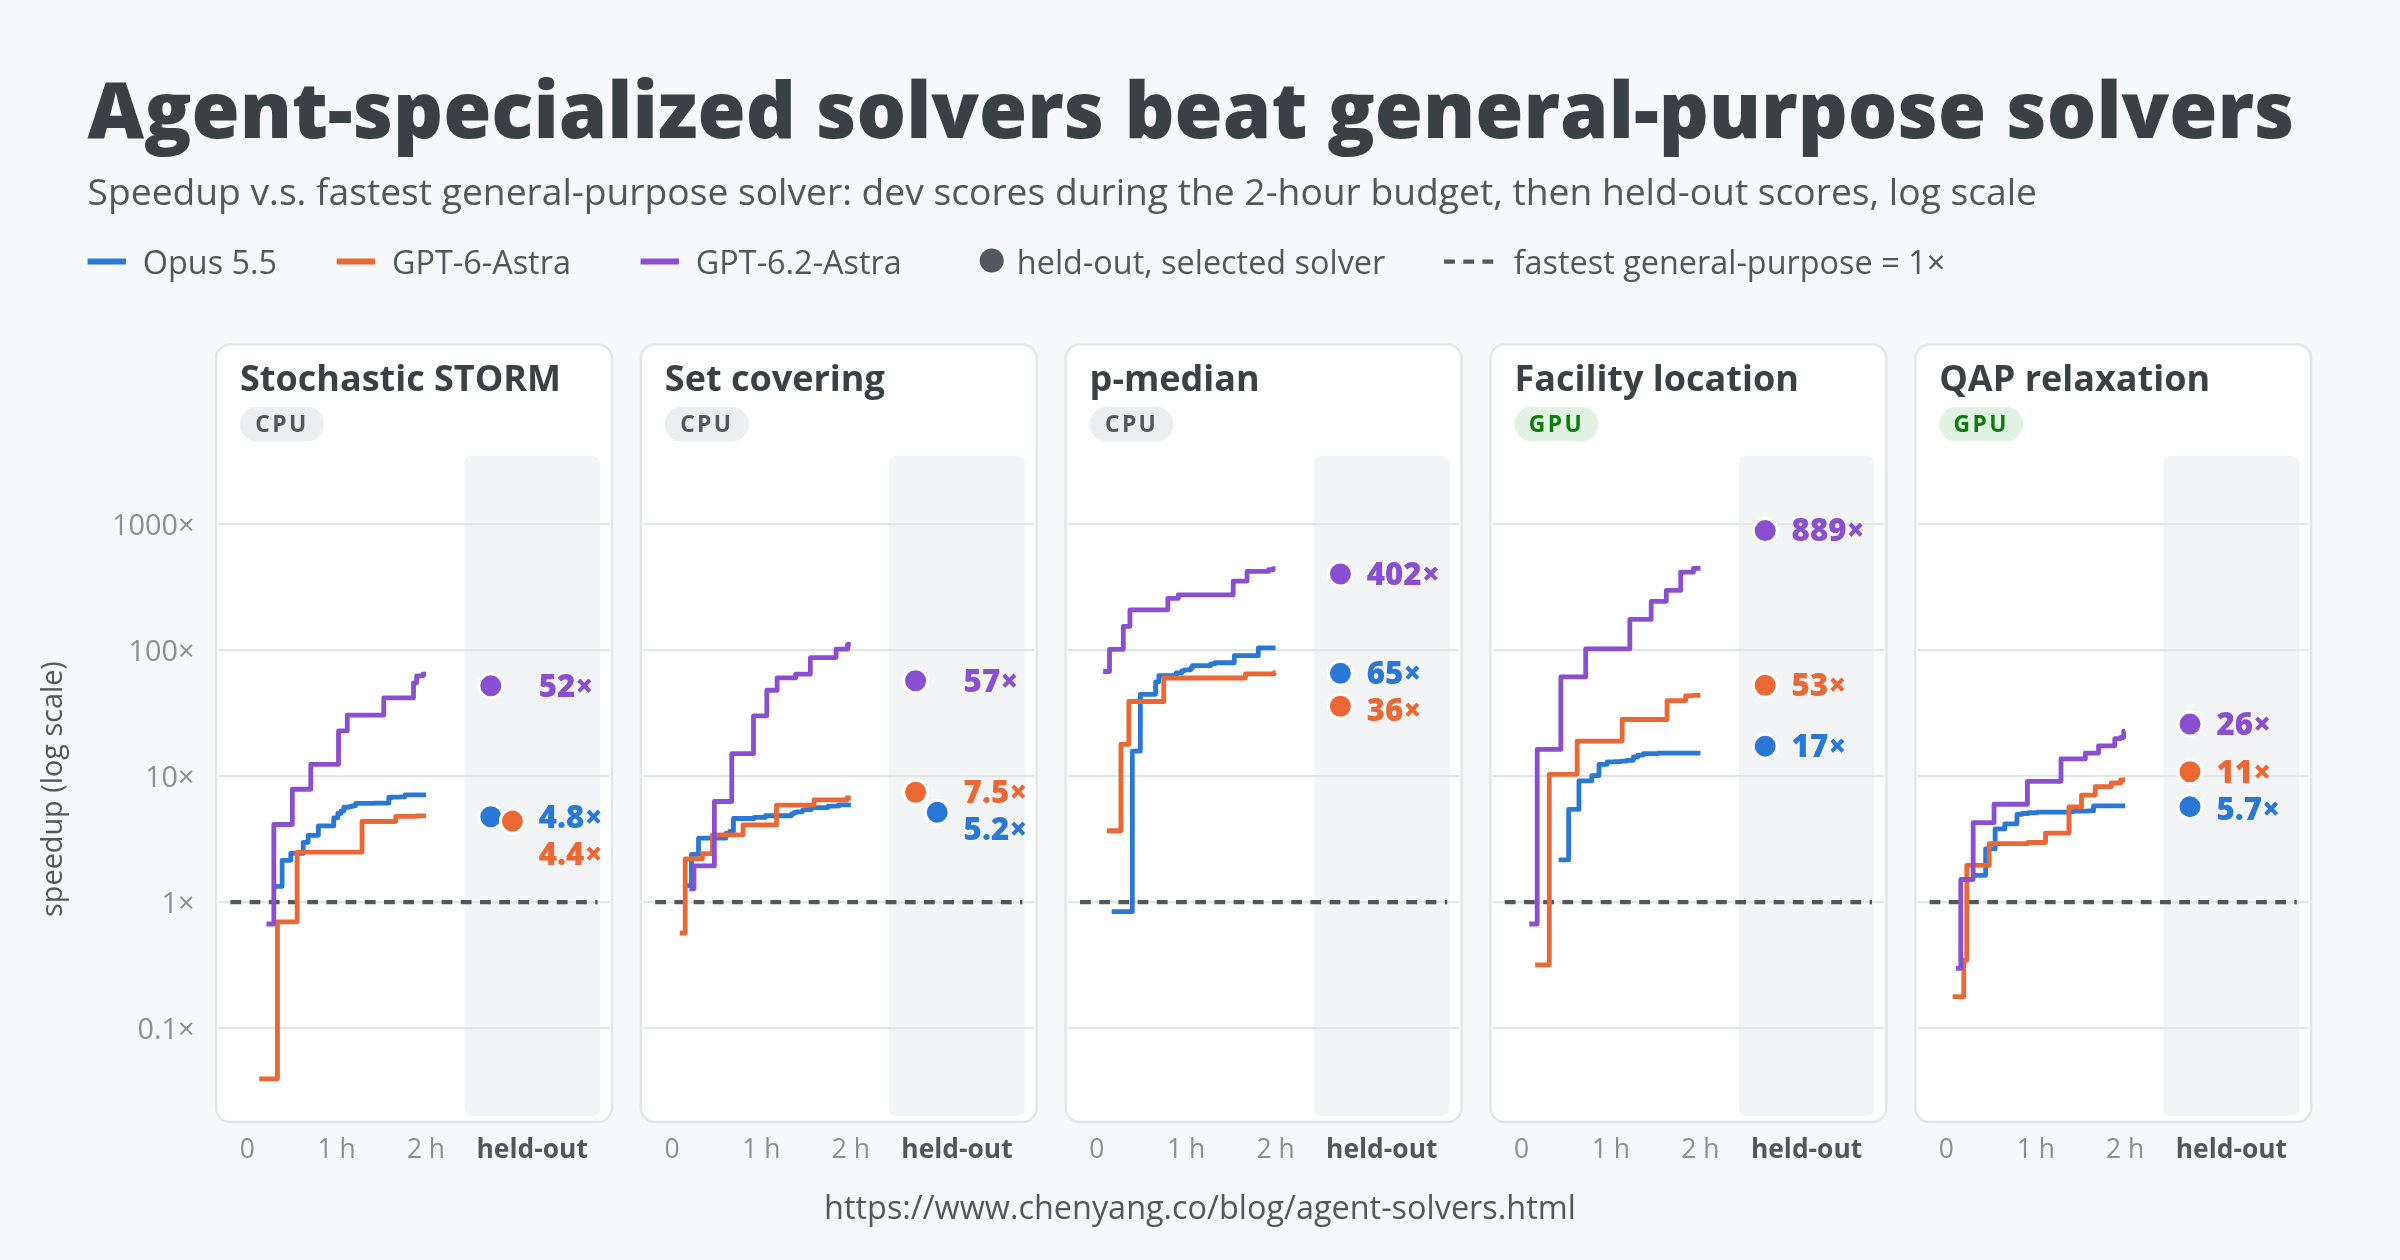 Agent-specialized solvers beat general-purpose solvers
Speedup v.s. fastest general-purpose solver: dev scores during the 2-hour budget, then held-out scores, log scale
Opus 5.5 GPT-6-Astra GPT-6.2-Astra held-out, selected solver fastest general-purpose = 1×
speedup (log scale)
1000×
100×
10×
1×
0.1×
Stochastic STORM
CPU
52×
4.8×
4.4×
0 1 h 2 h held-out
Set covering
CPU
57×
7.5×
5.2×
0 1 h 2 h held-out
p-median
CPU
402×
65×
36×
0 1 h 2 h held-out
Facility location
GPU
889×
53×
17×
0 1 h 2 h held-out
QAP relaxation
GPU
26×
11×
5.7×
0 1 h 2 h held-out
https://www.chenyang.co/blog/agent-solvers.html